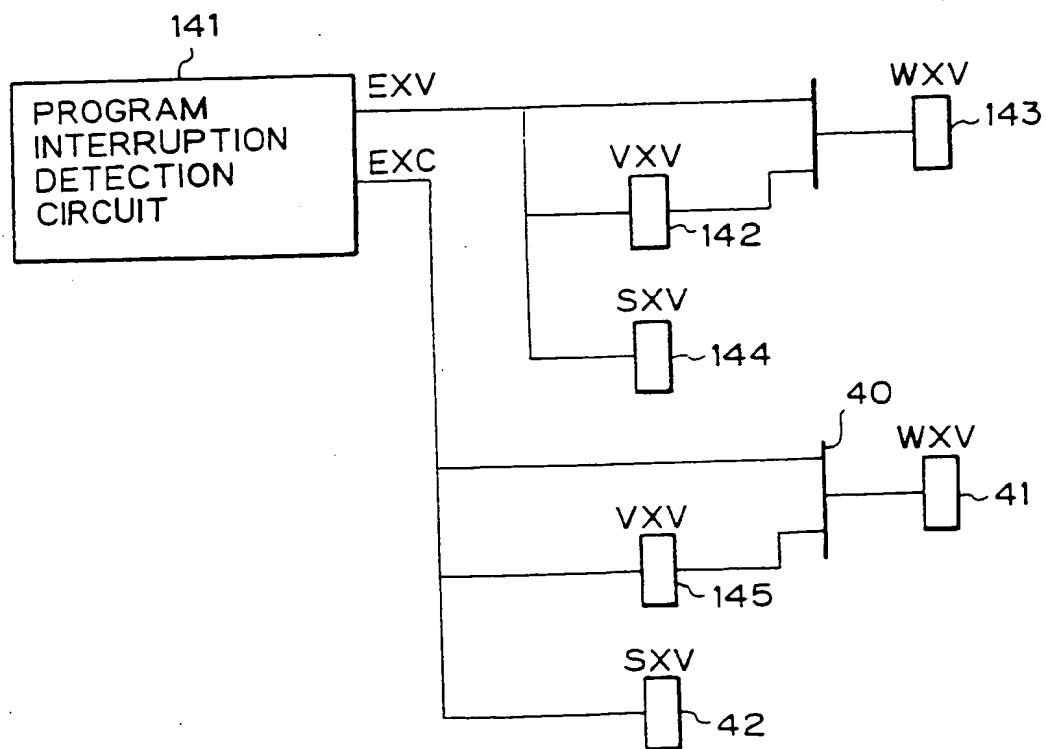 141
PROGRAM
INTERRUPTION
DETECTION
CIRCUIT
EXV
EXC
WXV
143
VXV
142
SXV
144
40
WXV
41
VXV
145
SXV
42